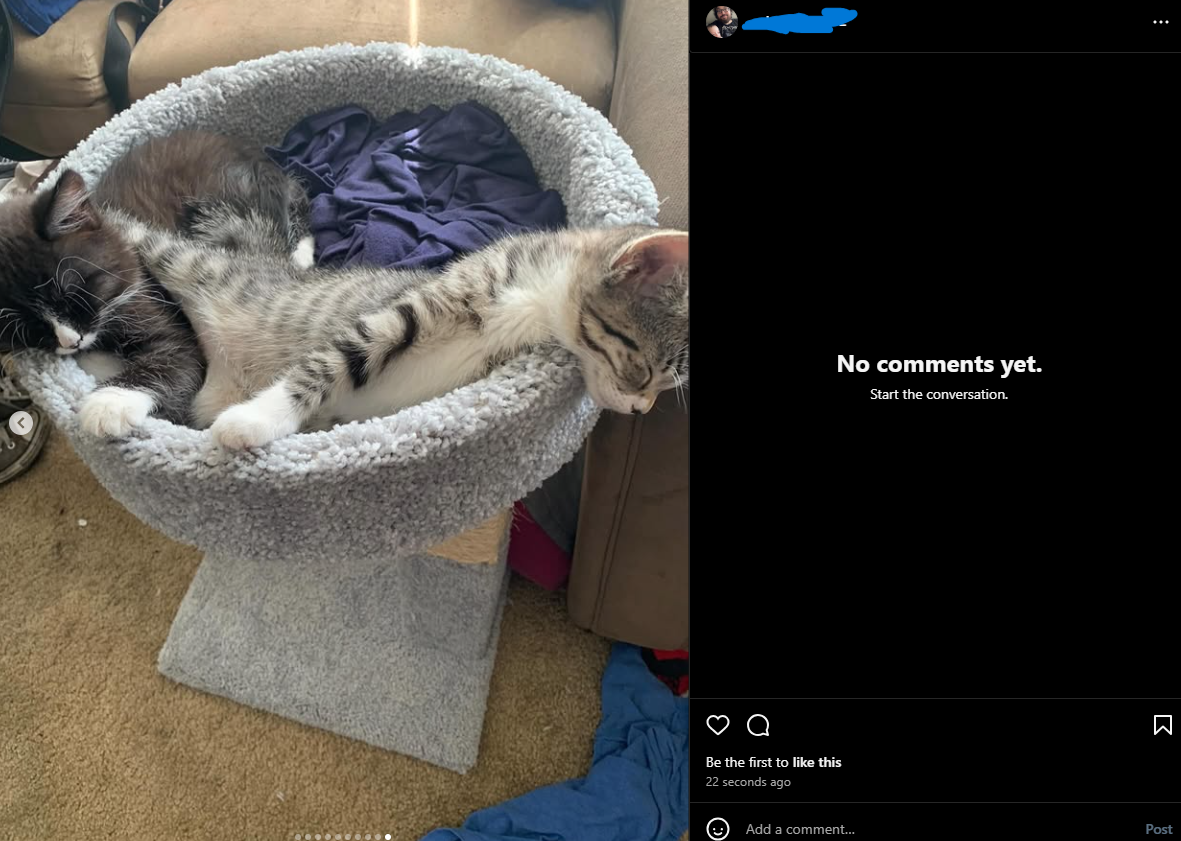 No comments yet.
Start the conversation.
Be the first to like this
22 seconds ago
Add a comment...
Post